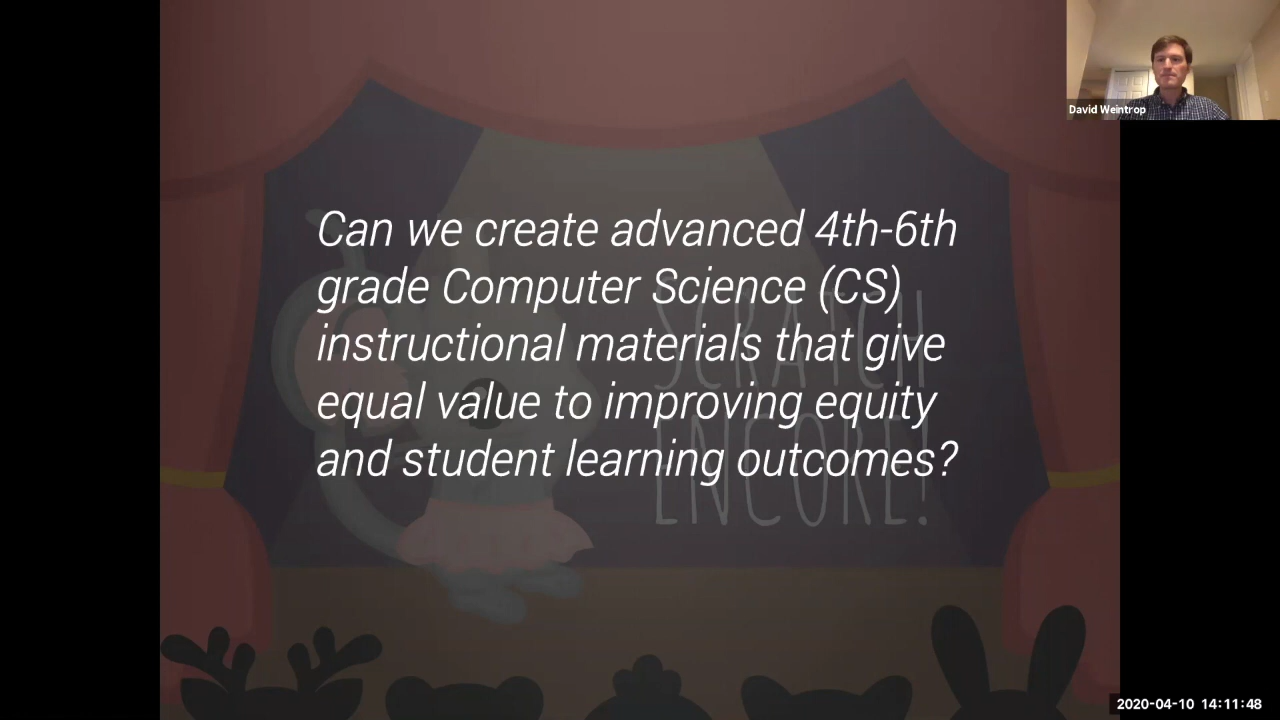 David Weintrop
Can we create advanced 4th-6th
grade Computer Science (CS)
instructional materials that give
equal value to improving equity
and student learning outcomes?
SCRATCH
ENCORE!
2020-04-10 14:11:48